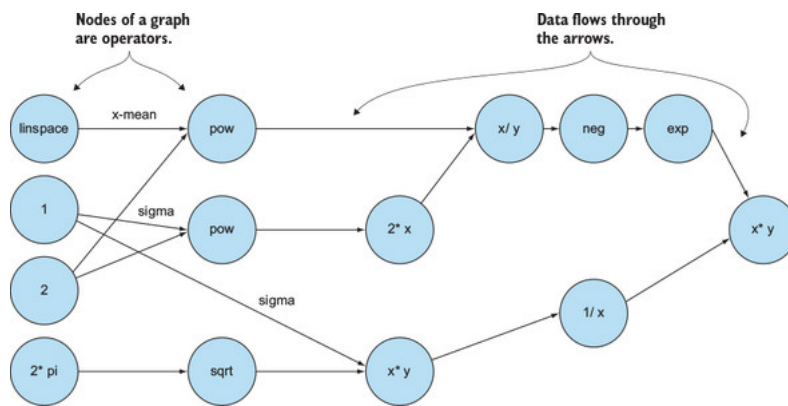 Nodes of a graph
are operators.
Data flows through
the arrows.
linspace
x-mean
pow
x/ y
neg
exp
1
sigma
pow
2* x
x* y
2
sigma
1/ x
2* pi
sqrt
x* y